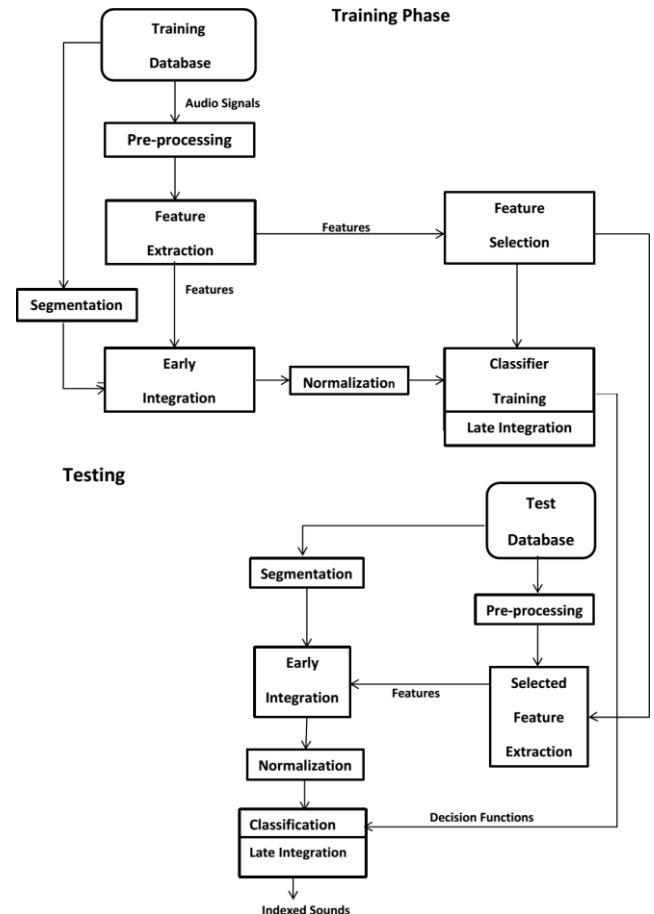 Training Phase
Training
Database
Audio Signals
Pre-processing
Feature
Extraction
Features
Feature
Selection
Features
Segmentation
Early
Integration
Normalization
Classifier
Training
Late Integration
Testing
Test
Database
Segmentation
Pre-processing
Early
Integration
Features
Selected
Feature
Extraction
Normalization
Classification
Late Integration
Decision Functions
Indexed Sounds